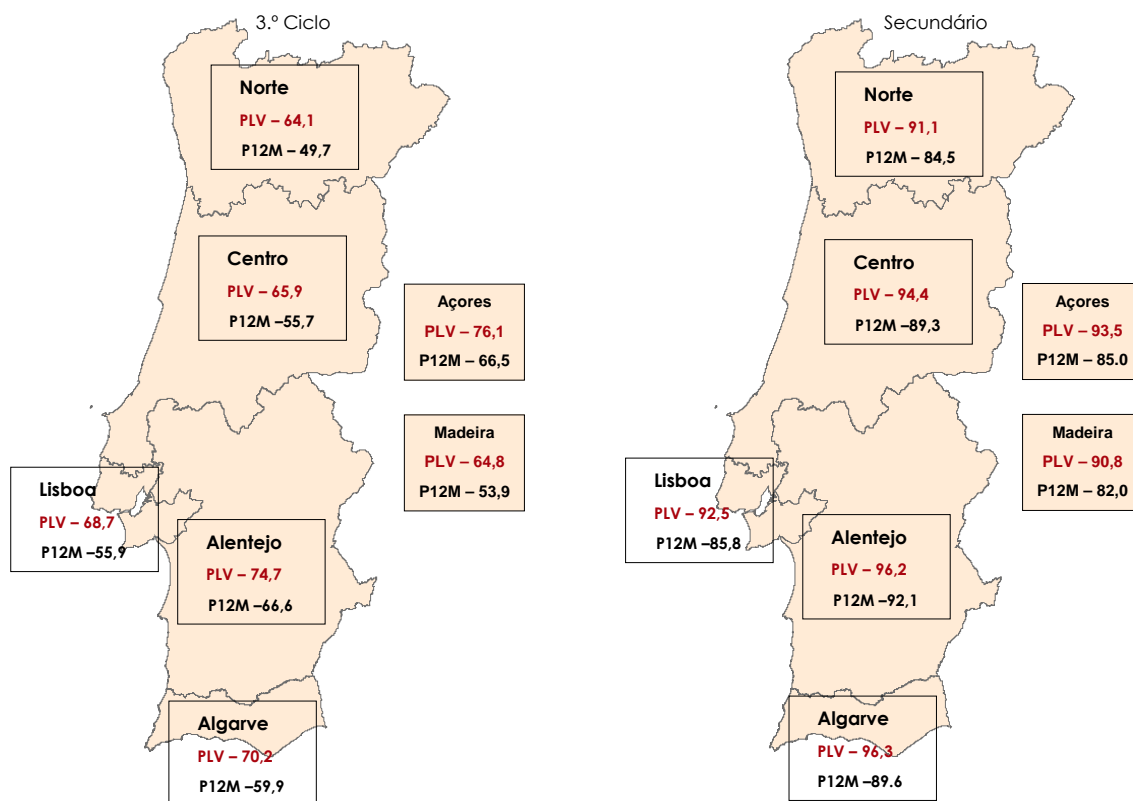 3.º Ciclo
Norte
PLV – 64,1
P12M – 49,7
Centro
PLV – 65,9
P12M –55,7
Açores
PLV – 76,1
P12M – 66,5
Madeira
PLV – 64,8
P12M – 53,9
Lisboa
PLV – 68,7
P12M –55,9
Alentejo
PLV – 74,7
P12M –66,6
Algarve
PLV – 70,2
P12M –59,9
Secundário
Norte
PLV – 91,1
P12M – 84,5
Centro
PLV – 94,4
P12M –89,3
Açores
PLV – 93,5
P12M – 85.0
Madeira
PLV – 90,8
P12M – 82,0
Lisboa
PLV – 92,5
P12M –85,8
Alentejo
PLV – 96,2
P12M –92,1
Algarve
PLV – 96,3
P12M –89.6